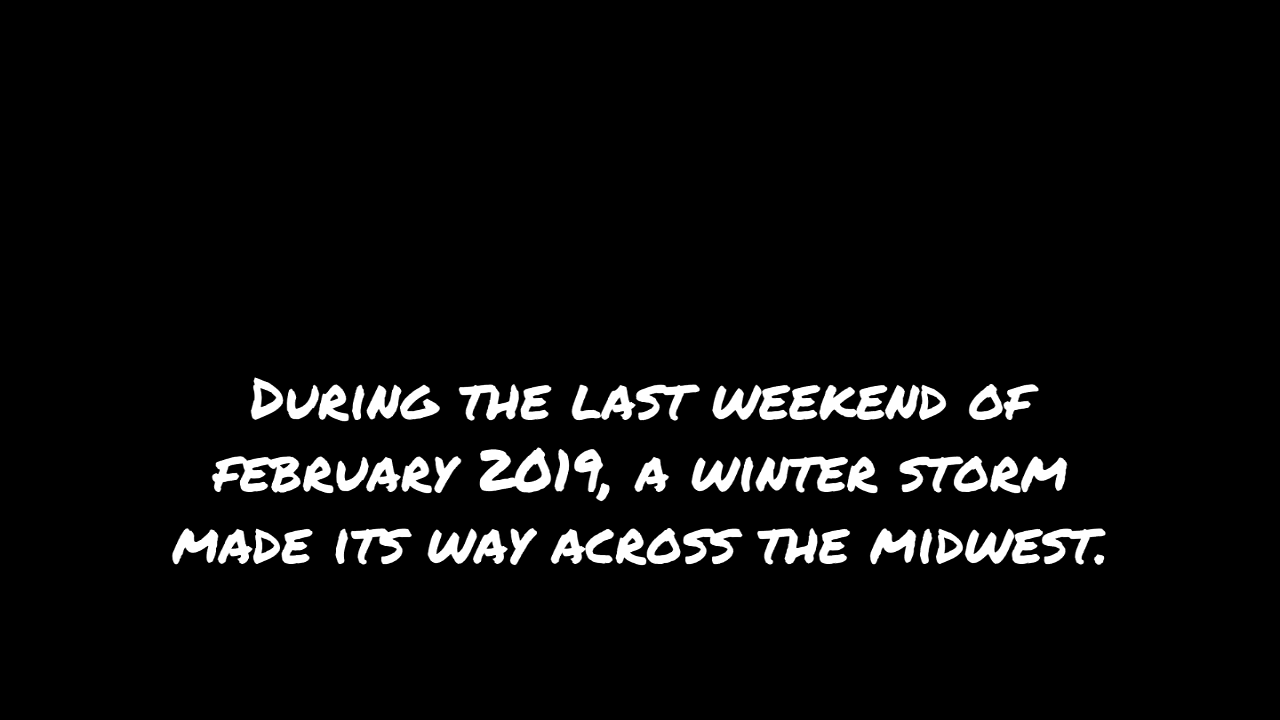 During the last weekend of
february 2019, a winter storm
made its way across the midwest.